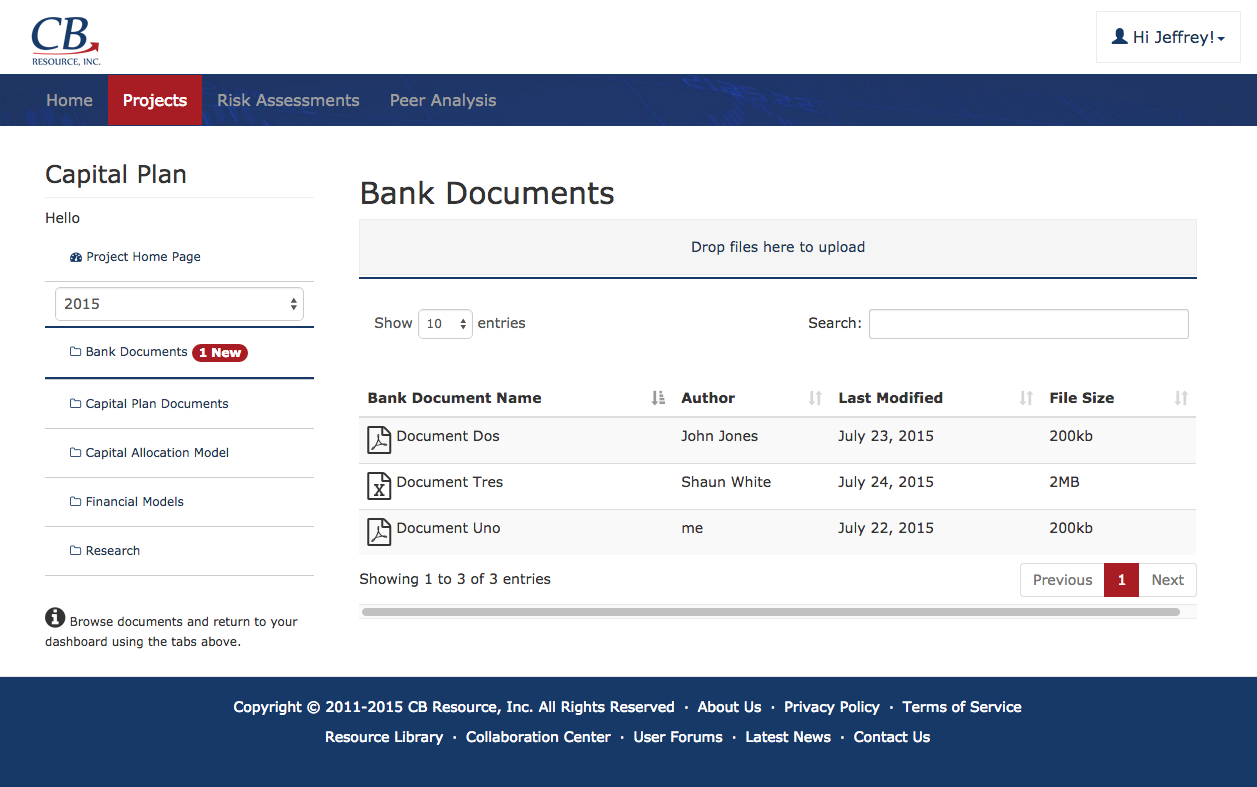 CB
RESOURCE, INC.
Hi Jeffrey!
Home Projects Risk Assessments Peer Analysis
Capital Plan
Hello
Project Home Page
2015
Bank Documents 1 New
Capital Plan Documents
Capital Allocation Model
Financial Models
Research
Browse documents and return to your
dashboard using the tabs above.
Bank Documents
Drop files here to upload
Show 10 entries Search:
Bank Document Name Author Last Modified File Size
Document Dos John Jones July 23, 2015 200kb
Document Tres Shaun White July 24, 2015 2MB
Document Uno me July 22, 2015 200kb
Showing 1 to 3 of 3 entries Previous 1 Next
Copyright © 2011-2015 CB Resource, Inc. All Rights Reserved · About Us · Privacy Policy · Terms of Service
Resource Library · Collaboration Center · User Forums · Latest News · Contact Us